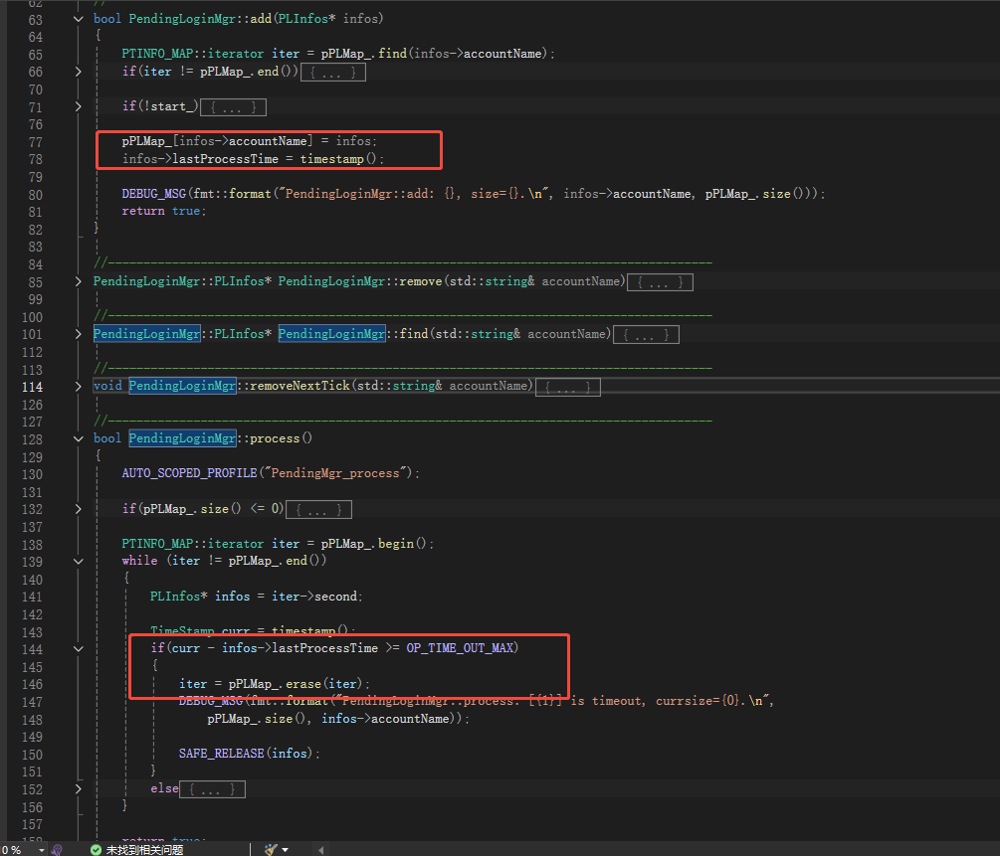 62 //
63 bool PendingLoginMgr::add(PLInfos* infos)
64 {
65 PTINFO_MAP::iterator iter = pPLMap_.find(infos->accountName);
66 if(iter != pPLMap_.end()) { ... }
70
71 if(!start_) { ... }
76
77 pPLMap_[infos->accountName] = infos;
78 infos->lastProcessTime = timestamp();
79
80 DEBUG_MSG(fmt::format("PendingLoginMgr::add: {}, size={}.\n", infos->accountName, pPLMap_.size()));
81 return true;
82 }
83
84 //-------------------------------------------------------------------------------------
85 PendingLoginMgr::PLInfos* PendingLoginMgr::remove(std::string& accountName) { ... }
99
100 //-------------------------------------------------------------------------------------
101 PendingLoginMgr::PLInfos* PendingLoginMgr::find(std::string& accountName) { ... }
112
113 //-------------------------------------------------------------------------------------
114 void PendingLoginMgr::removeNextTick(std::string& accountName) { ... }
126
127 //-------------------------------------------------------------------------------------
128 bool PendingLoginMgr::process()
129 {
130 AUTO_SCOPED_PROFILE("PendingMgr_process");
131
132 if(pPLMap_.size() <= 0) { ... }
137
138 PTINFO_MAP::iterator iter = pPLMap_.begin();
139 while (iter != pPLMap_.end())
140 {
141 PLInfos* infos = iter->second;
142
143 TimeStamp curr = timestamp();
144 if(curr - infos->lastProcessTime >= OP_TIME_OUT_MAX)
145 {
146 iter = pPLMap_.erase(iter);
147 DEBUG_MSG(fmt::format("PendingLoginMgr::process: [{1}] is timeout, currsize={0}.\n",
148 pPLMap_.size(), infos->accountName));
149
150 SAFE_RELEASE(infos);
151 }
152 else { ... }
156 }
157
158 return true;
0 % 未找到相关问题